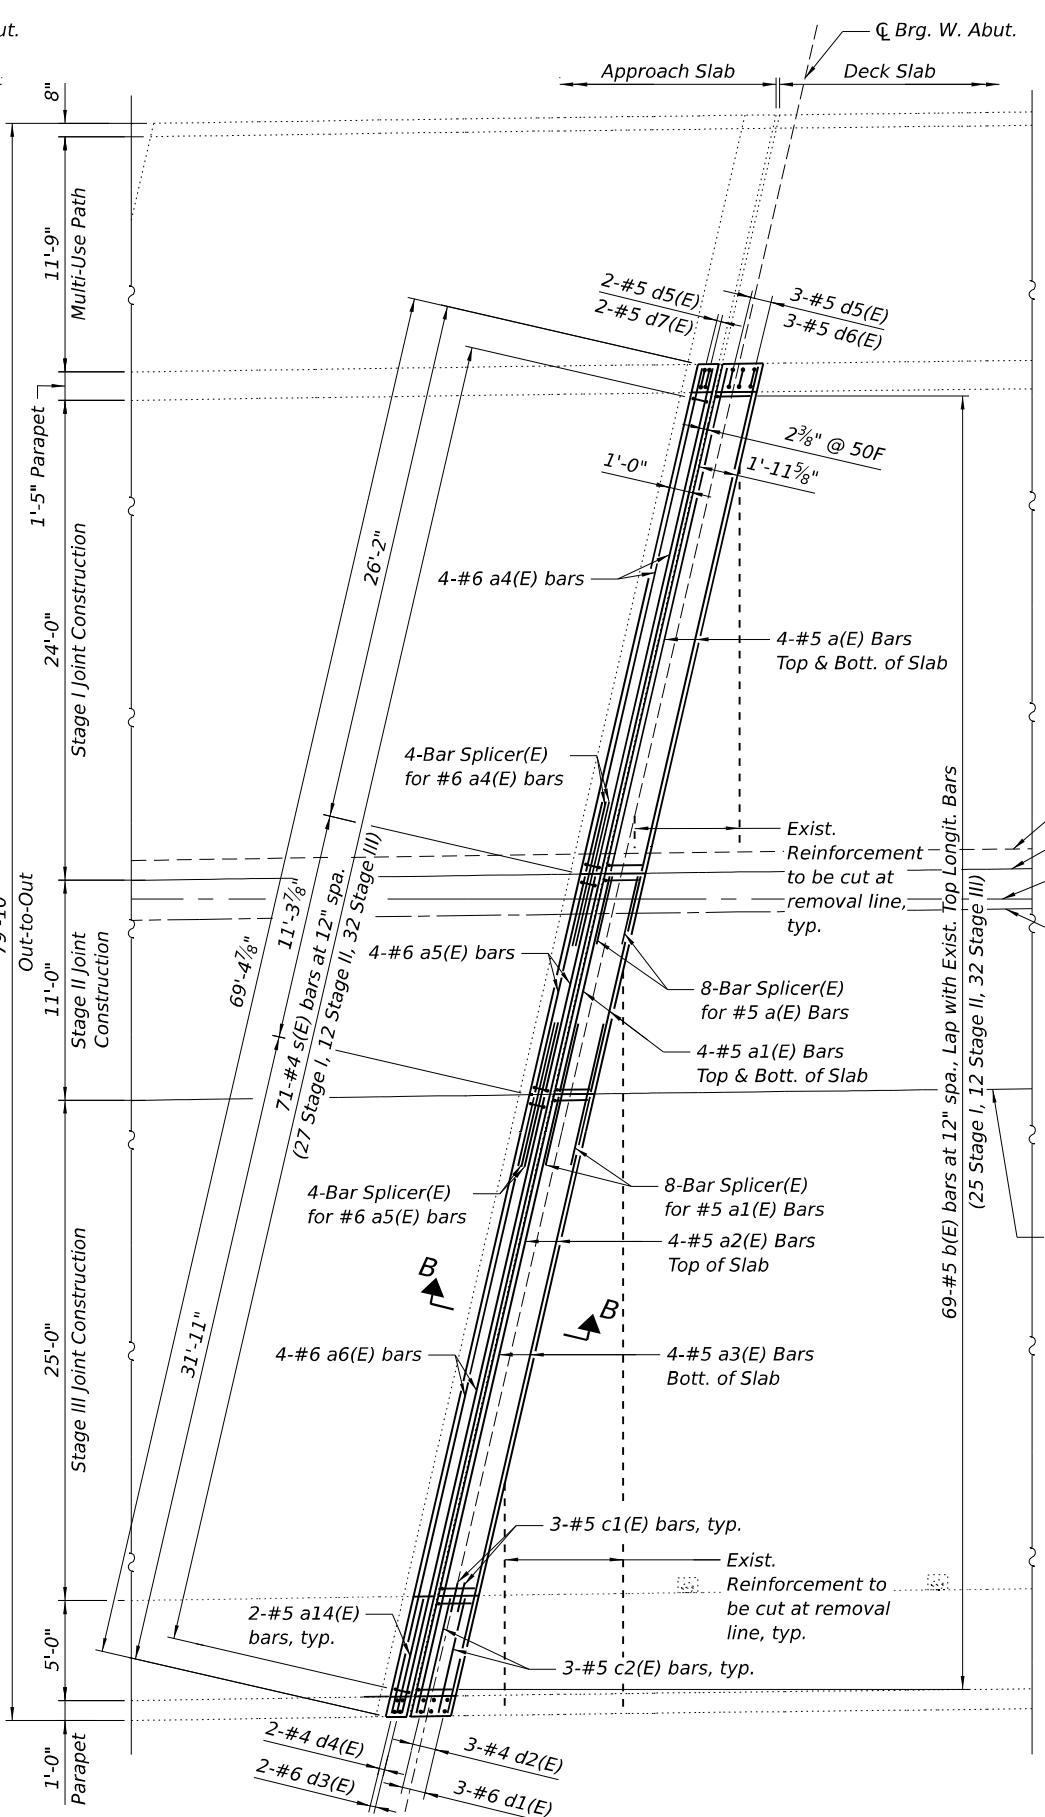 ut.
℄ Brg. W. Abut.
Approach Slab
Deck Slab
8"
11'-9"
Multi-Use Path
2-#5 d5(E)
2-#5 d7(E)
3-#5 d5(E)
3-#5 d6(E)
1'-5" Parapet
2⅜" @ 50F
1'-0"
1'-11⅝"
24'-0"
Stage I Joint Construction
26'-2"
4-#6 a4(E) bars
4-#5 a(E) Bars
Top & Bott. of Slab
4-Bar Splicer(E)
for #6 a4(E) bars
Exist.
Reinforcement
to be cut at
removal line,
typ.
Out-to-Out
11'-0"
Stage II Joint
Construction
69'-4⅞"
11'-3⅞"
71-#4 s(E) bars at 12" spa.
(27 Stage I, 12 Stage II, 32 Stage III)
4-#6 a5(E) bars
8-Bar Splicer(E)
for #5 a(E) Bars
4-#5 a1(E) Bars
Top & Bott. of Slab
69-#5 b(E) bars at 12" spa., Lap with Exist. Top Longit. Bars
(25 Stage I, 12 Stage II, 32 Stage III)
4-Bar Splicer(E)
for #6 a5(E) bars
8-Bar Splicer(E)
for #5 a1(E) Bars
4-#5 a2(E) Bars
Top of Slab
B
B
25'-0"
Stage III Joint Construction
31'-11"
4-#6 a6(E) bars
4-#5 a3(E) Bars
Bott. of Slab
3-#5 c1(E) bars, typ.
Exist.
Reinforcement to
be cut at removal
line, typ.
5'-0"
2-#5 a14(E)
bars, typ.
3-#5 c2(E) bars, typ.
1'-0"
Parapet
2-#4 d4(E)
2-#6 d3(E)
3-#4 d2(E)
3-#6 d1(E)